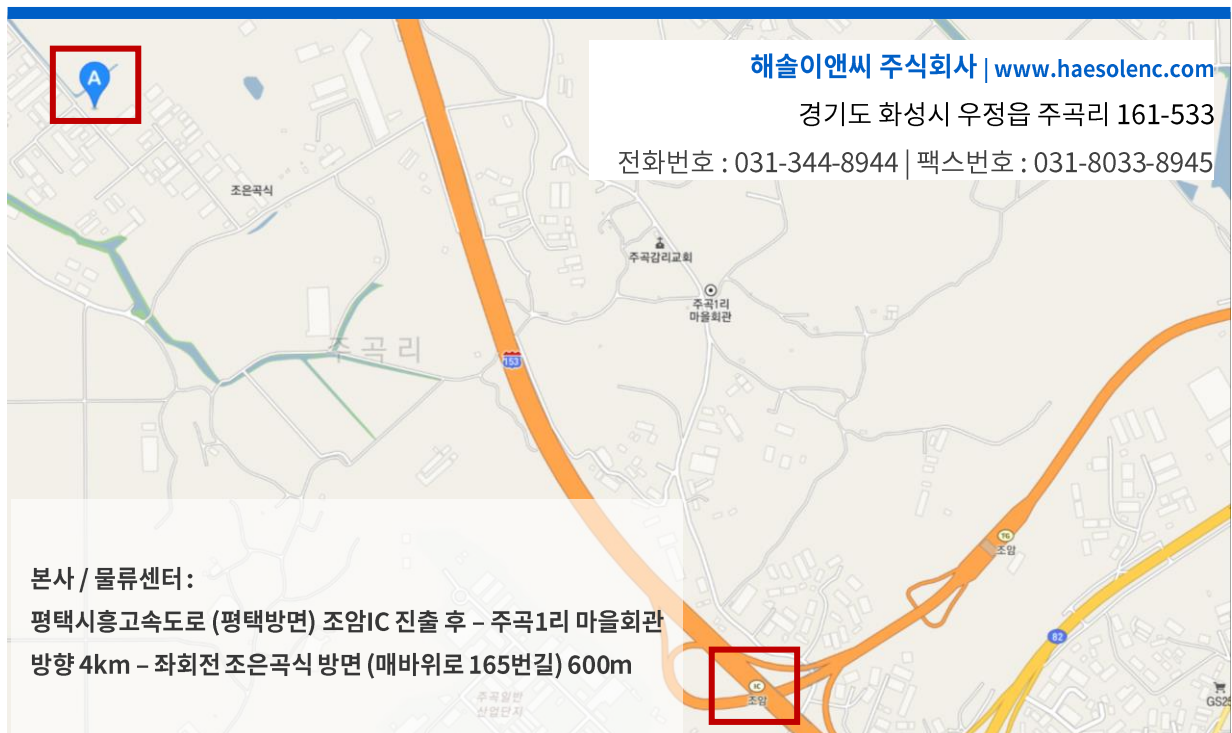 해솔이앤씨 주식회사 | www.haesolenc.com
경기도 화성시 우정읍 주곡리 161-533
전화번호 : 031-344-8944 | 팩스번호 : 031-8033-8945
A
조은곡식
주곡감리교회
주곡1리
마을회관
주곡리
153
TG
조암
82
본사 / 물류센터 :
평택시흥고속도로 (평택방면) 조암IC 진출 후 – 주곡1리 마을회관
방향 4km – 좌회전 조은곡식 방면 (매바위로 165번길) 600m
IC
조암
주곡일반
산업단지
GS25